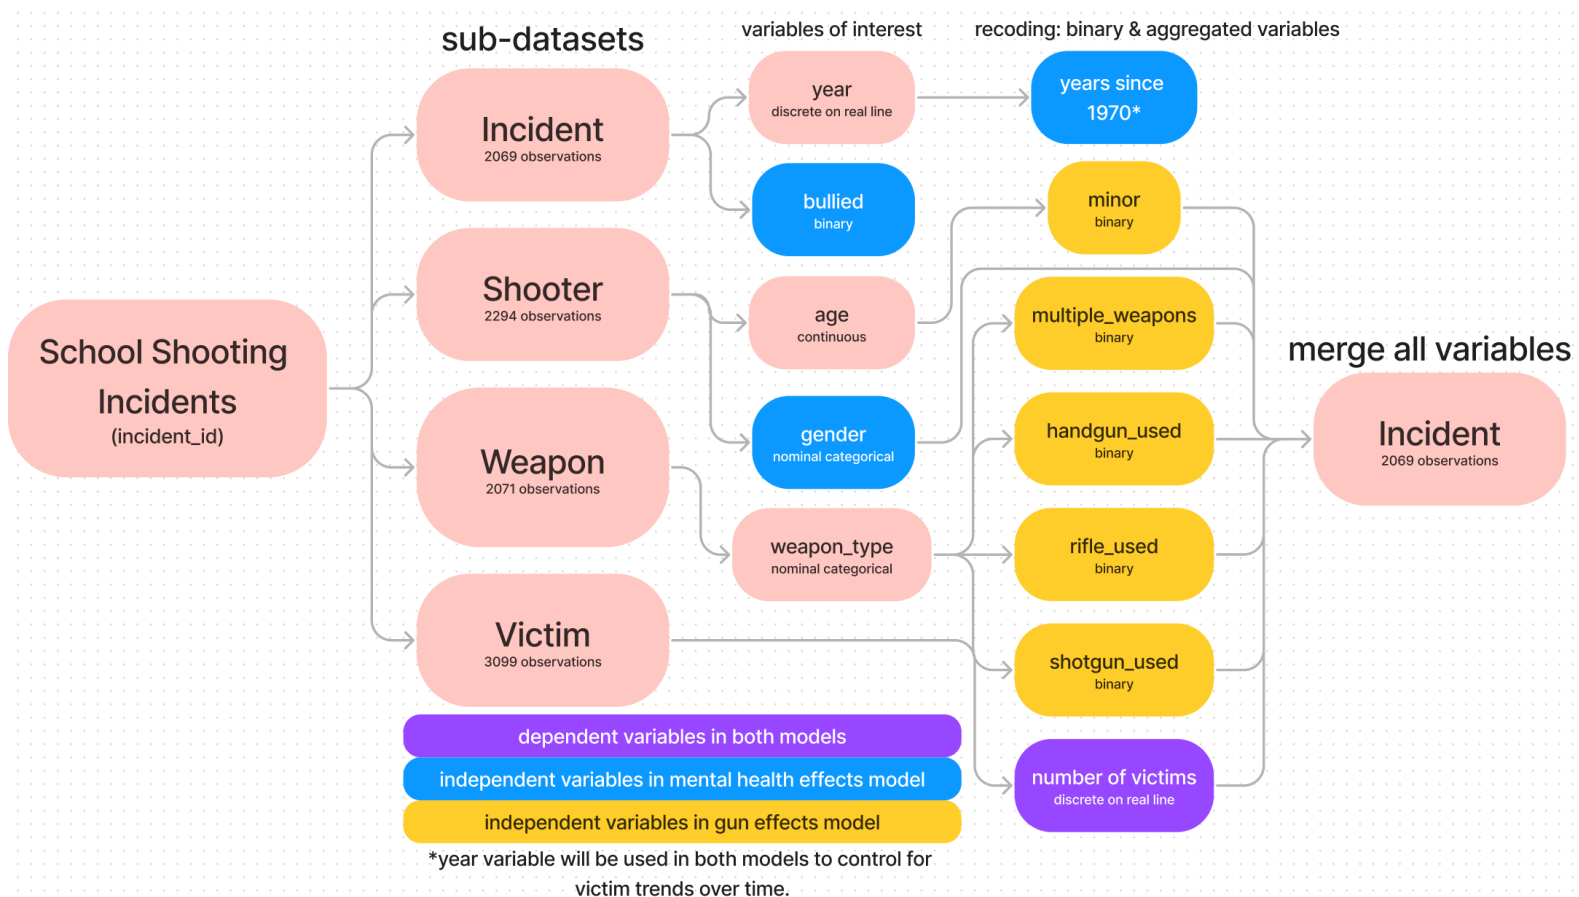 sub-datasets
variables of interest
recoding: binary & aggregated variables
School Shooting
Incidents
(incident_id)
Incident
2069 observations
Shooter
2294 observations
Weapon
2071 observations
Victim
3099 observations
year
discrete on real line
bullied
binary
age
continuous
gender
nominal categorical
weapon_type
nominal categorical
years since
1970*
minor
binary
multiple_weapons
binary
handgun_used
binary
rifle_used
binary
shotgun_used
binary
number of victims
discrete on real line
merge all variables
Incident
2069 observations
dependent variables in both models
independent variables in mental health effects model
independent variables in gun effects model
*year variable will be used in both models to control for
victim trends over time.